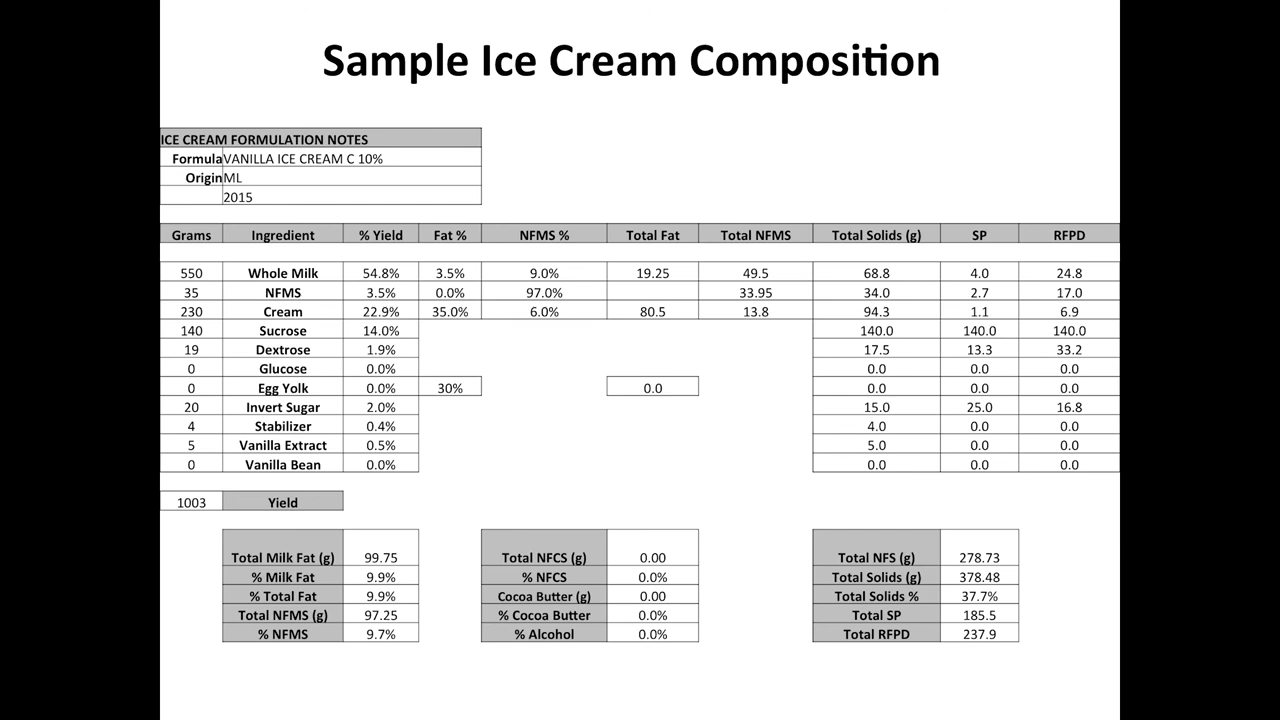 Sample Ice Cream Composition
ICE CREAM FORMULATION NOTES
Formula VANILLA ICE CREAM C 10%
Origin ML
2015
Grams Ingredient % Yield Fat % NFMS % Total Fat Total NFMS Total Solids (g) SP RFPD
550 Whole Milk 54.8% 3.5% 9.0% 19.25 49.5 68.8 4.0 24.8
35 NFMS 3.5% 0.0% 97.0% 33.95 34.0 2.7 17.0
230 Cream 22.9% 35.0% 6.0% 80.5 13.8 94.3 1.1 6.9
140 Sucrose 14.0% 140.0 140.0 140.0
19 Dextrose 1.9% 17.5 13.3 33.2
0 Glucose 0.0% 0.0 0.0 0.0
0 Egg Yolk 0.0% 30% 0.0 0.0 0.0 0.0
20 Invert Sugar 2.0% 15.0 25.0 16.8
4 Stabilizer 0.4% 4.0 0.0 0.0
5 Vanilla Extract 0.5% 5.0 0.0 0.0
0 Vanilla Bean 0.0% 0.0 0.0 0.0
1003 Yield
Total Milk Fat (g) 99.75 Total NFCS (g) 0.00 Total NFS (g) 278.73
% Milk Fat 9.9% % NFCS 0.0% Total Solids (g) 378.48
% Total Fat 9.9% Cocoa Butter (g) 0.00 Total Solids % 37.7%
Total NFMS (g) 97.25 % Cocoa Butter 0.0% Total SP 185.5
% NFMS 9.7% % Alcohol 0.0% Total RFPD 237.9